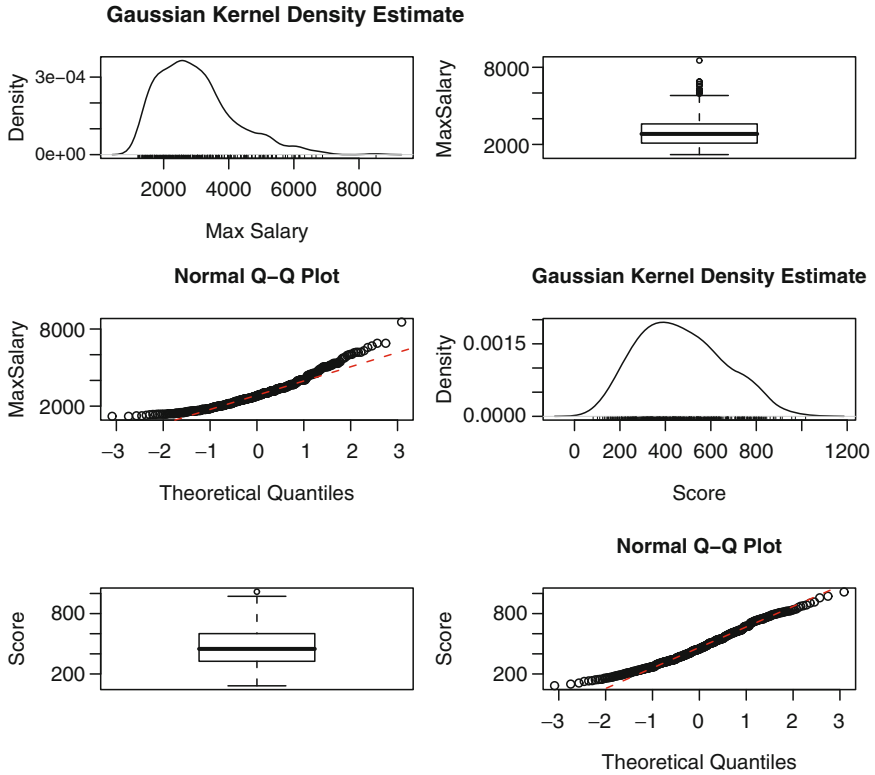 Gaussian Kernel Density Estimate
Density
3e−04
0e+00
2000 4000 6000 8000
Max Salary
MaxSalary
8000
2000
Normal Q−Q Plot
MaxSalary
8000
2000
−3 −2 −1 0 1 2 3
Theoretical Quantiles
Gaussian Kernel Density Estimate
Density
0.0015
0.0000
0 200 400 600 800 1200
Score
Score
800
200
Normal Q−Q Plot
Score
800
200
−3 −2 −1 0 1 2 3
Theoretical Quantiles